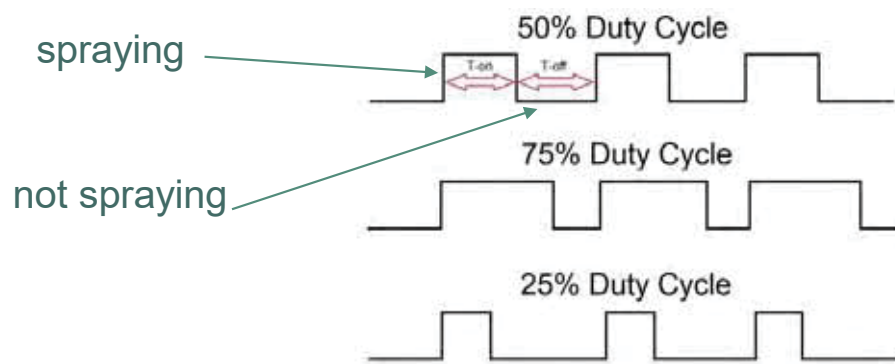 50% Duty Cycle
spraying
T-on
T-off
75% Duty Cycle
not spraying
25% Duty Cycle